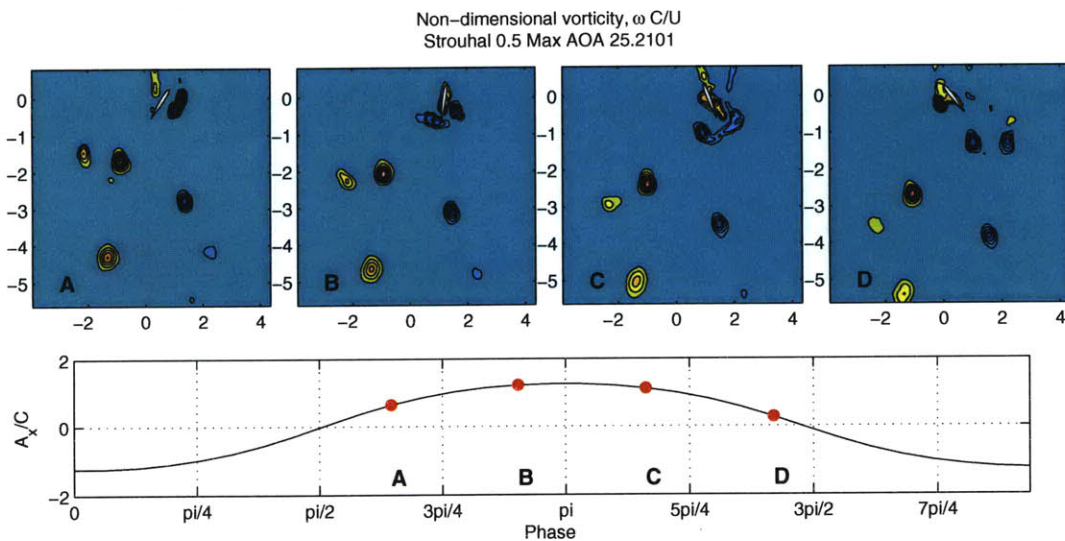 Non-dimensional vorticity, ω C/U
Strouhal 0.5 Max AOA 25.2101
0
-1
-2
-3
-4
-5
A
-2 0 2 4
0
-1
-2
-3
-4
-5
B
-2 0 2 4
0
-1
-2
-3
-4
-5
C
-2 0 2 4
0
-1
-2
-3
-4
-5
D
-2 0 2 4
2
0
-2
A_x/C
A B C D
0 pi/4 pi/2 3pi/4 pi 5pi/4 3pi/2 7pi/4
Phase